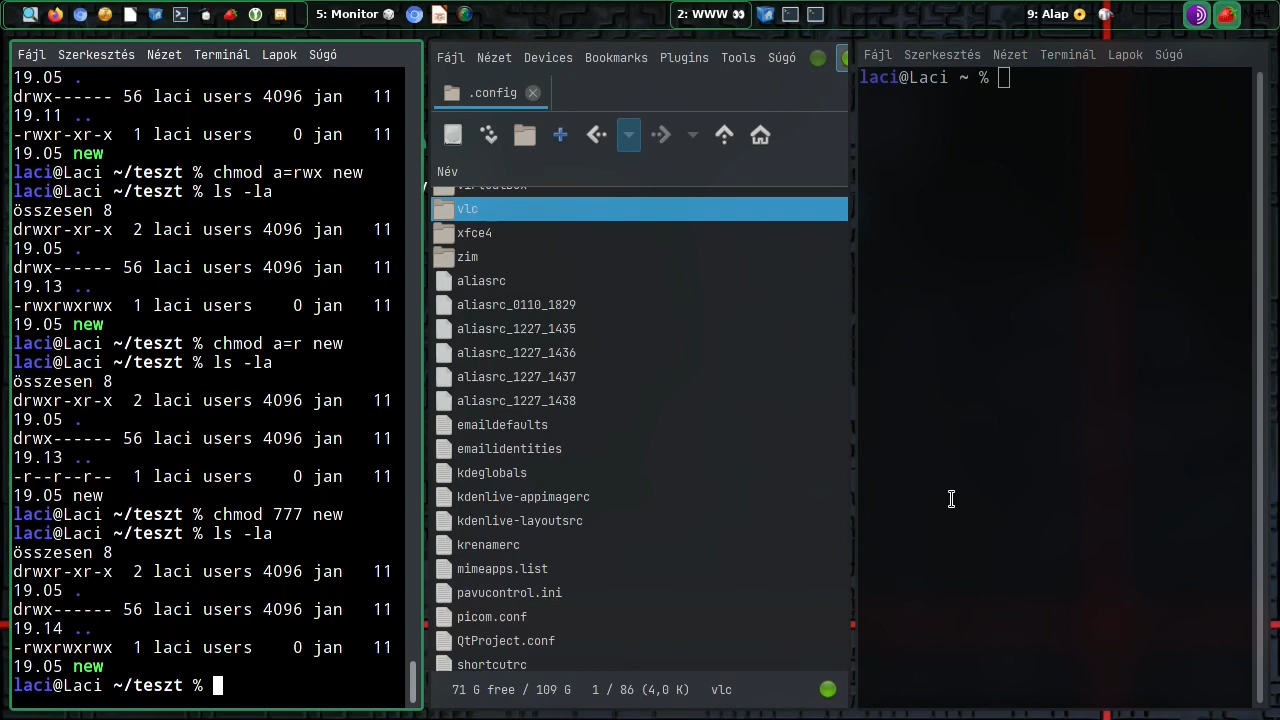 5: Monitor
2: WWW
9: Alap
Fájl Szerkesztés Nézet Terminál Lapok Súgó
19.05 .
drwx------ 56 laci users 4096 jan 11
19.11 ..
-rwxr-xr-x 1 laci users 0 jan 11
19.05 new
laci@Laci ~/teszt % chmod a=rwx new
laci@Laci ~/teszt % ls -la
összesen 8
drwxr-xr-x 2 laci users 4096 jan 11
19.05 .
drwx------ 56 laci users 4096 jan 11
19.13 ..
-rwxrwxrwx 1 laci users 0 jan 11
19.05 new
laci@Laci ~/teszt % chmod a=r new
laci@Laci ~/teszt % ls -la
összesen 8
drwxr-xr-x 2 laci users 4096 jan 11
19.05 .
drwx------ 56 laci users 4096 jan 11
19.13 ..
-r--r--r-- 1 laci users 0 jan 11
19.05 new
laci@Laci ~/teszt % chmod 777 new
laci@Laci ~/teszt % ls -la
összesen 8
drwxr-xr-x 2 laci users 4096 jan 11
19.05 .
drwx------ 56 laci users 4096 jan 11
19.14 ..
-rwxrwxrwx 1 laci users 0 jan 11
19.05 new
laci@Laci ~/teszt %
Fájl Nézet Devices Bookmarks Plugins Tools Súgó
.config
Név
virtualbox
vlc
xfce4
zim
aliasrc
aliasrc_0110_1829
aliasrc_1227_1435
aliasrc_1227_1436
aliasrc_1227_1437
aliasrc_1227_1438
emaildefaults
emailidentities
kdeglobals
kdenlive-appimagerc
kdenlive-layoutsrc
krenamerc
mimeapps.list
pavucontrol.ini
picom.conf
QtProject.conf
shortcutrc
71 G free / 109 G 1 / 86 (4,0 K) vlc
Fájl Szerkesztés Nézet Terminál Lapok Súgó
laci@Laci ~ %